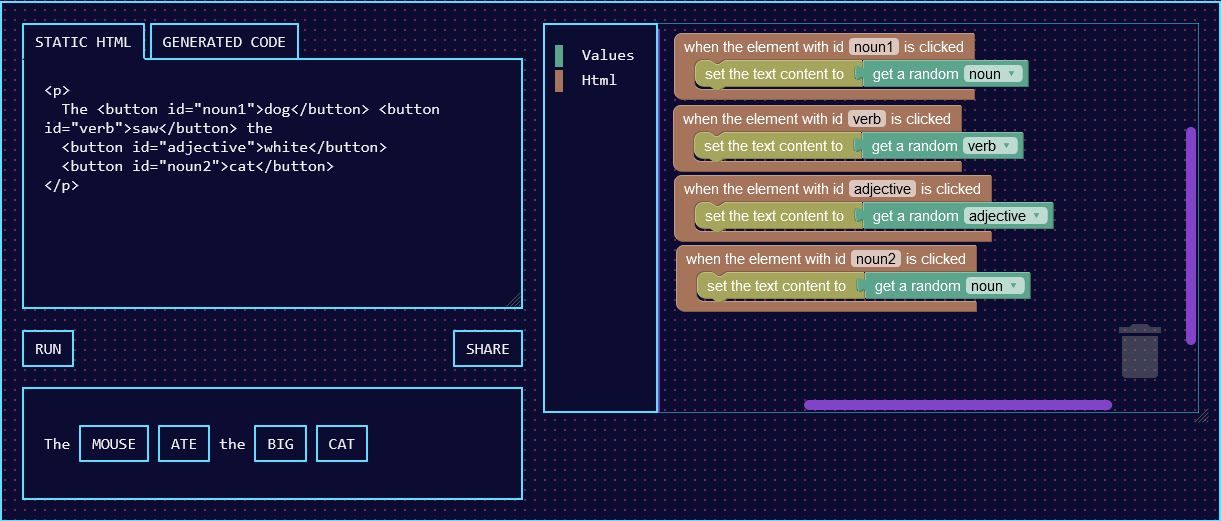 STATIC HTML
GENERATED CODE
<p>
  The <button id="noun1">dog</button> <button
id="verb">saw</button> the
  <button id="adjective">white</button>
  <button id="noun2">cat</button>
</p>
RUN
SHARE
The MOUSE ATE the BIG CAT
Values
Html
when the element with id noun1 is clicked
set the text content to get a random noun
when the element with id verb is clicked
set the text content to get a random verb
when the element with id adjective is clicked
set the text content to get a random adjective
when the element with id noun2 is clicked
set the text content to get a random noun